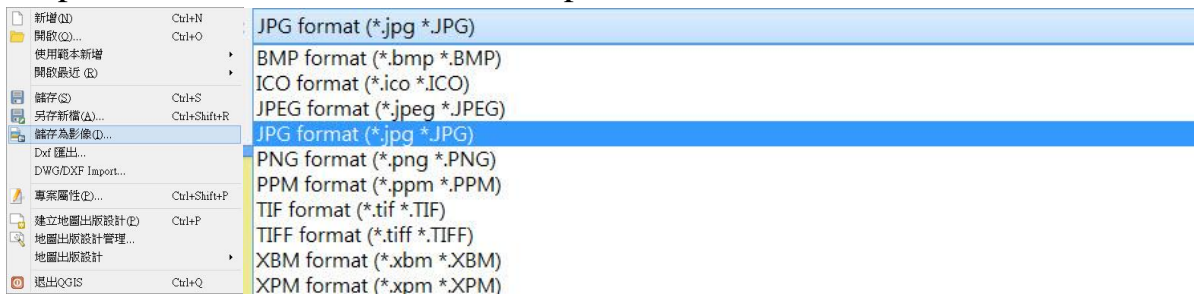 新增(N) Ctrl+N
開啟(O)... Ctrl+O
使用範本新增
開啟最近 (R)
儲存(S) Ctrl+S
另存新檔(A)... Ctrl+Shift+R
儲存為影像(I)...
Dxf 匯出...
DWG/DXF Import...
專案屬性(P)... Ctrl+Shift+P
建立地圖出版設計(P) Ctrl+P
地圖出版設計管理...
地圖出版設計
退出QGIS Ctrl+Q
JPG format (*.jpg *.JPG)
BMP format (*.bmp *.BMP)
ICO format (*.ico *.ICO)
JPEG format (*.jpeg *.JPEG)
JPG format (*.jpg *.JPG)
PNG format (*.png *.PNG)
PPM format (*.ppm *.PPM)
TIF format (*.tif *.TIF)
TIFF format (*.tiff *.TIFF)
XBM format (*.xbm *.XBM)
XPM format (*.xpm *.XPM)